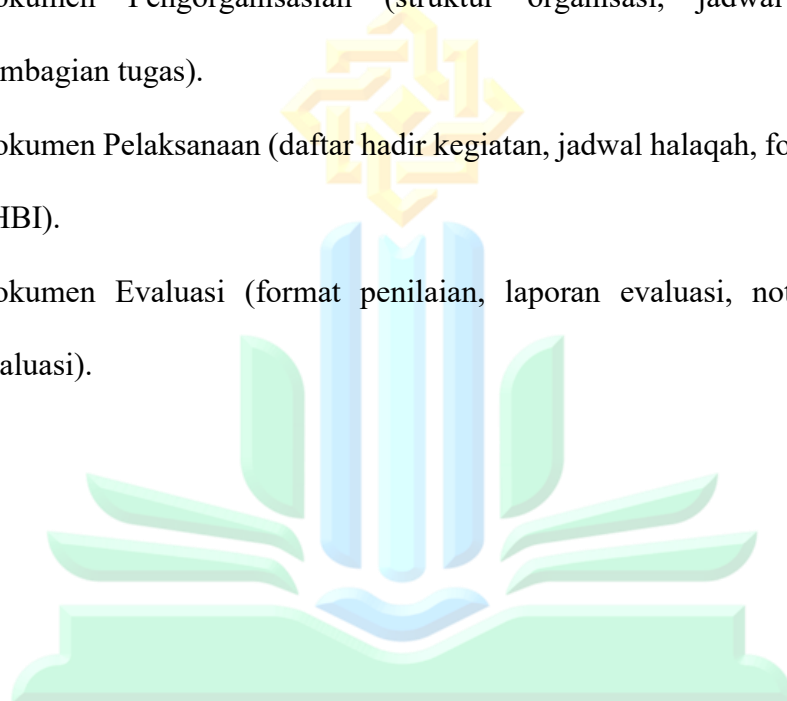 okumen Pengorganisasian (struktur organisasi, jadwal
mbagian tugas).
okumen Pelaksanaan (daftar hadir kegiatan, jadwal halaqah, fo
HBI).
okumen Evaluasi (format penilaian, laporan evaluasi, not
aluasi).